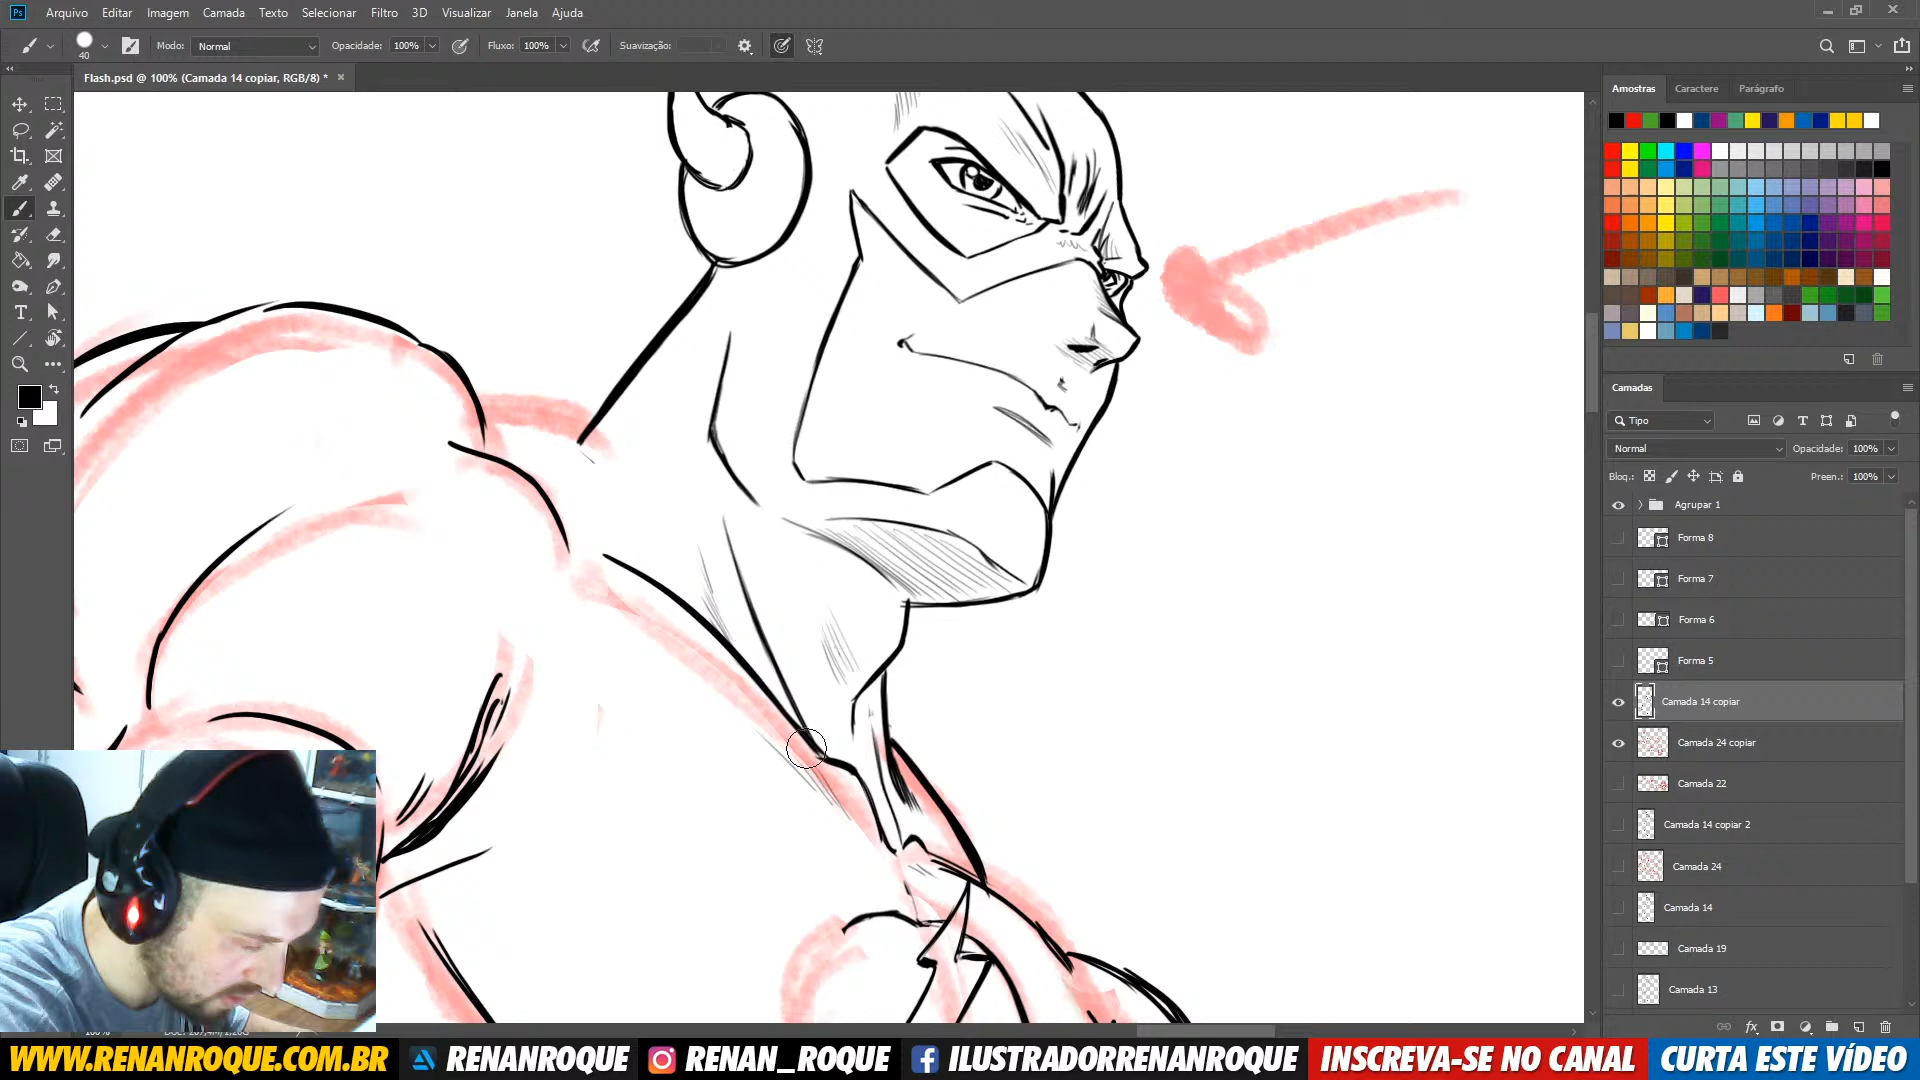 Ps Arquivo Editar Imagem Camada Texto Selecionar Filtro 3D Visualizar Janela Ajuda
40 Modo: Normal Opacidade: 100% Fluxo: 100% Suavização:
Flash.psd @ 100% (Camada 14 copiar, RGB/8) * ×
Amostras Caractere Parágrafo
Camadas
Tipo
Normal Opacidade: 100%
Bloq.: Preen.: 100%
Agrupar 1
Forma 8
Forma 7
Forma 6
Forma 5
Camada 14 copiar
Camada 24 copiar
Camada 22
Camada 14 copiar 2
Camada 24
Camada 14
Camada 19
Camada 13
WWW.RENANROQUE.COM.BR RENANROQUE RENAN__ROQUE ILUSTRADORRENANROQUE INSCREVA-SE NO CANAL CURTA ESTE VÍDEO